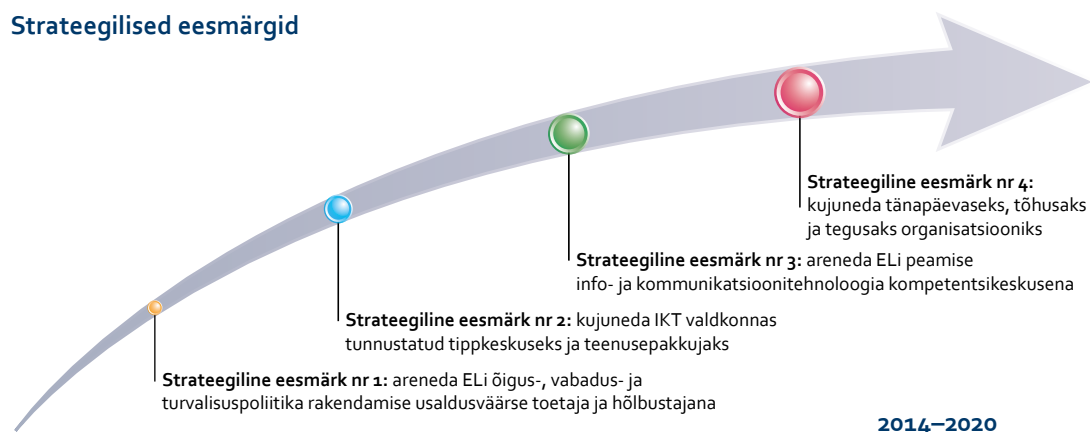 Strateegilised eesmärgid
Strateegiline eesmärk nr 4:
kujuneda tänapäevaseks, tõhusaks
ja tegusaks organisatsiooniks
Strateegiline eesmärk nr 3: areneda ELi peamise
info- ja kommunikatsioonitehnoloogia kompetentsikeskusena
Strateegiline eesmärk nr 2: kujuneda IKT valdkonnas
tunnustatud tippkeskuseks ja teenusepakkujaks
Strateegiline eesmärk nr 1: areneda ELi õigus-, vabadus- ja
turvalisuspoliitika rakendamise usaldusväärse toetaja ja hõlbustajana
2014–2020